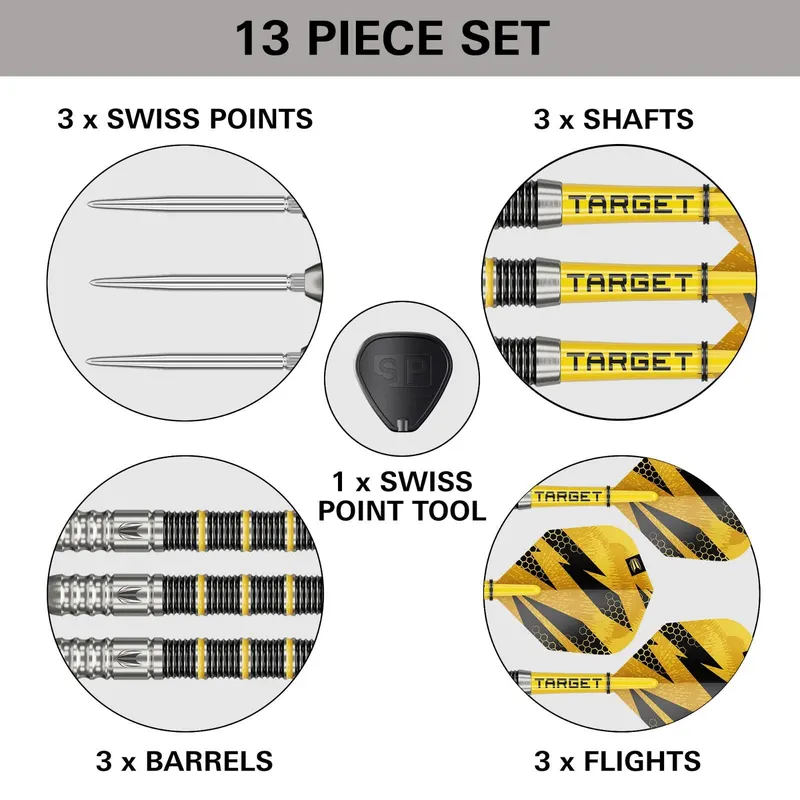 13 PIECE SET
3 x SWISS POINTS
3 x SHAFTS
TARGET
TARGET
TARGET
SP
1 x SWISS
POINT TOOL
TARGET
TARGET
3 x BARRELS
3 x FLIGHTS